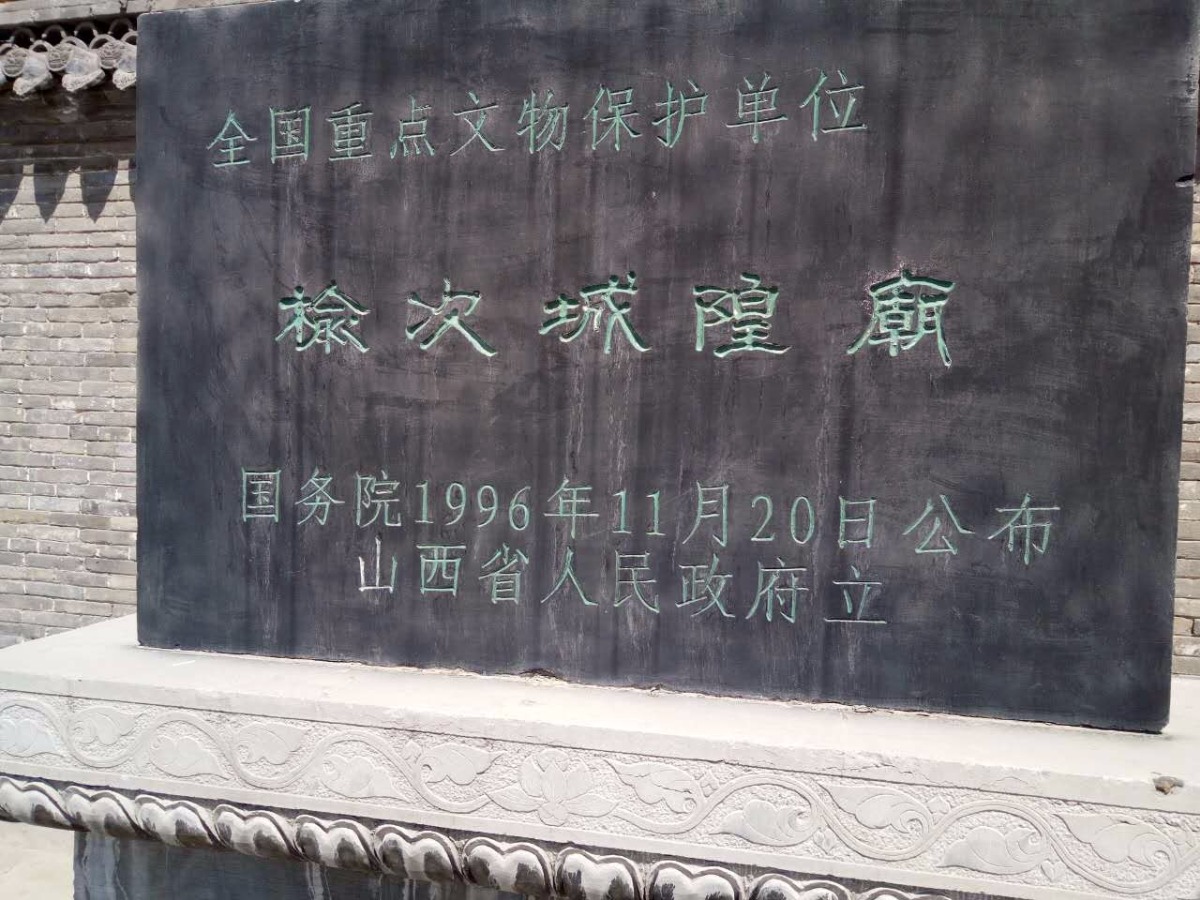 全国重点文物保护单位
榆次城隍廟
国务院1996年11月20日公布
山西省人民政府立